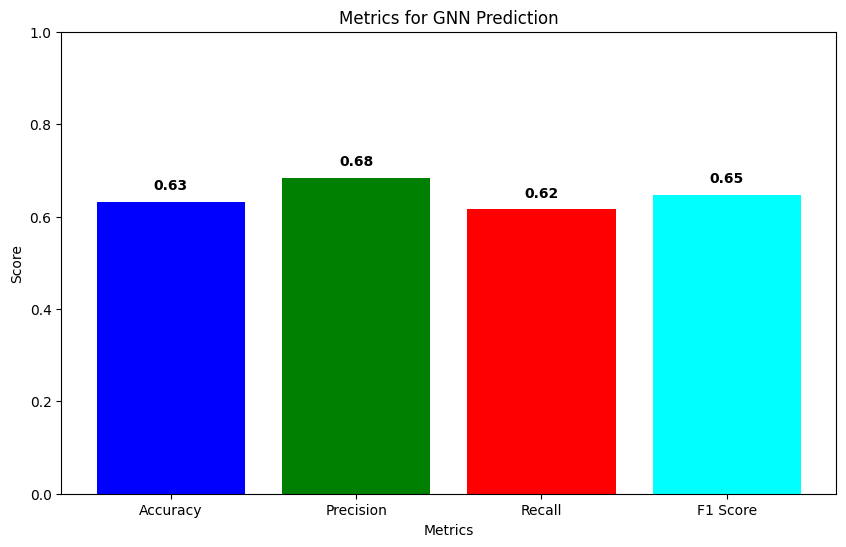 Metrics for GNN Prediction
1.0
0.8
0.6
0.4
0.2
0.0
Score
0.63
0.68
0.62
0.65
Accuracy
Precision
Recall
F1 Score
Metrics